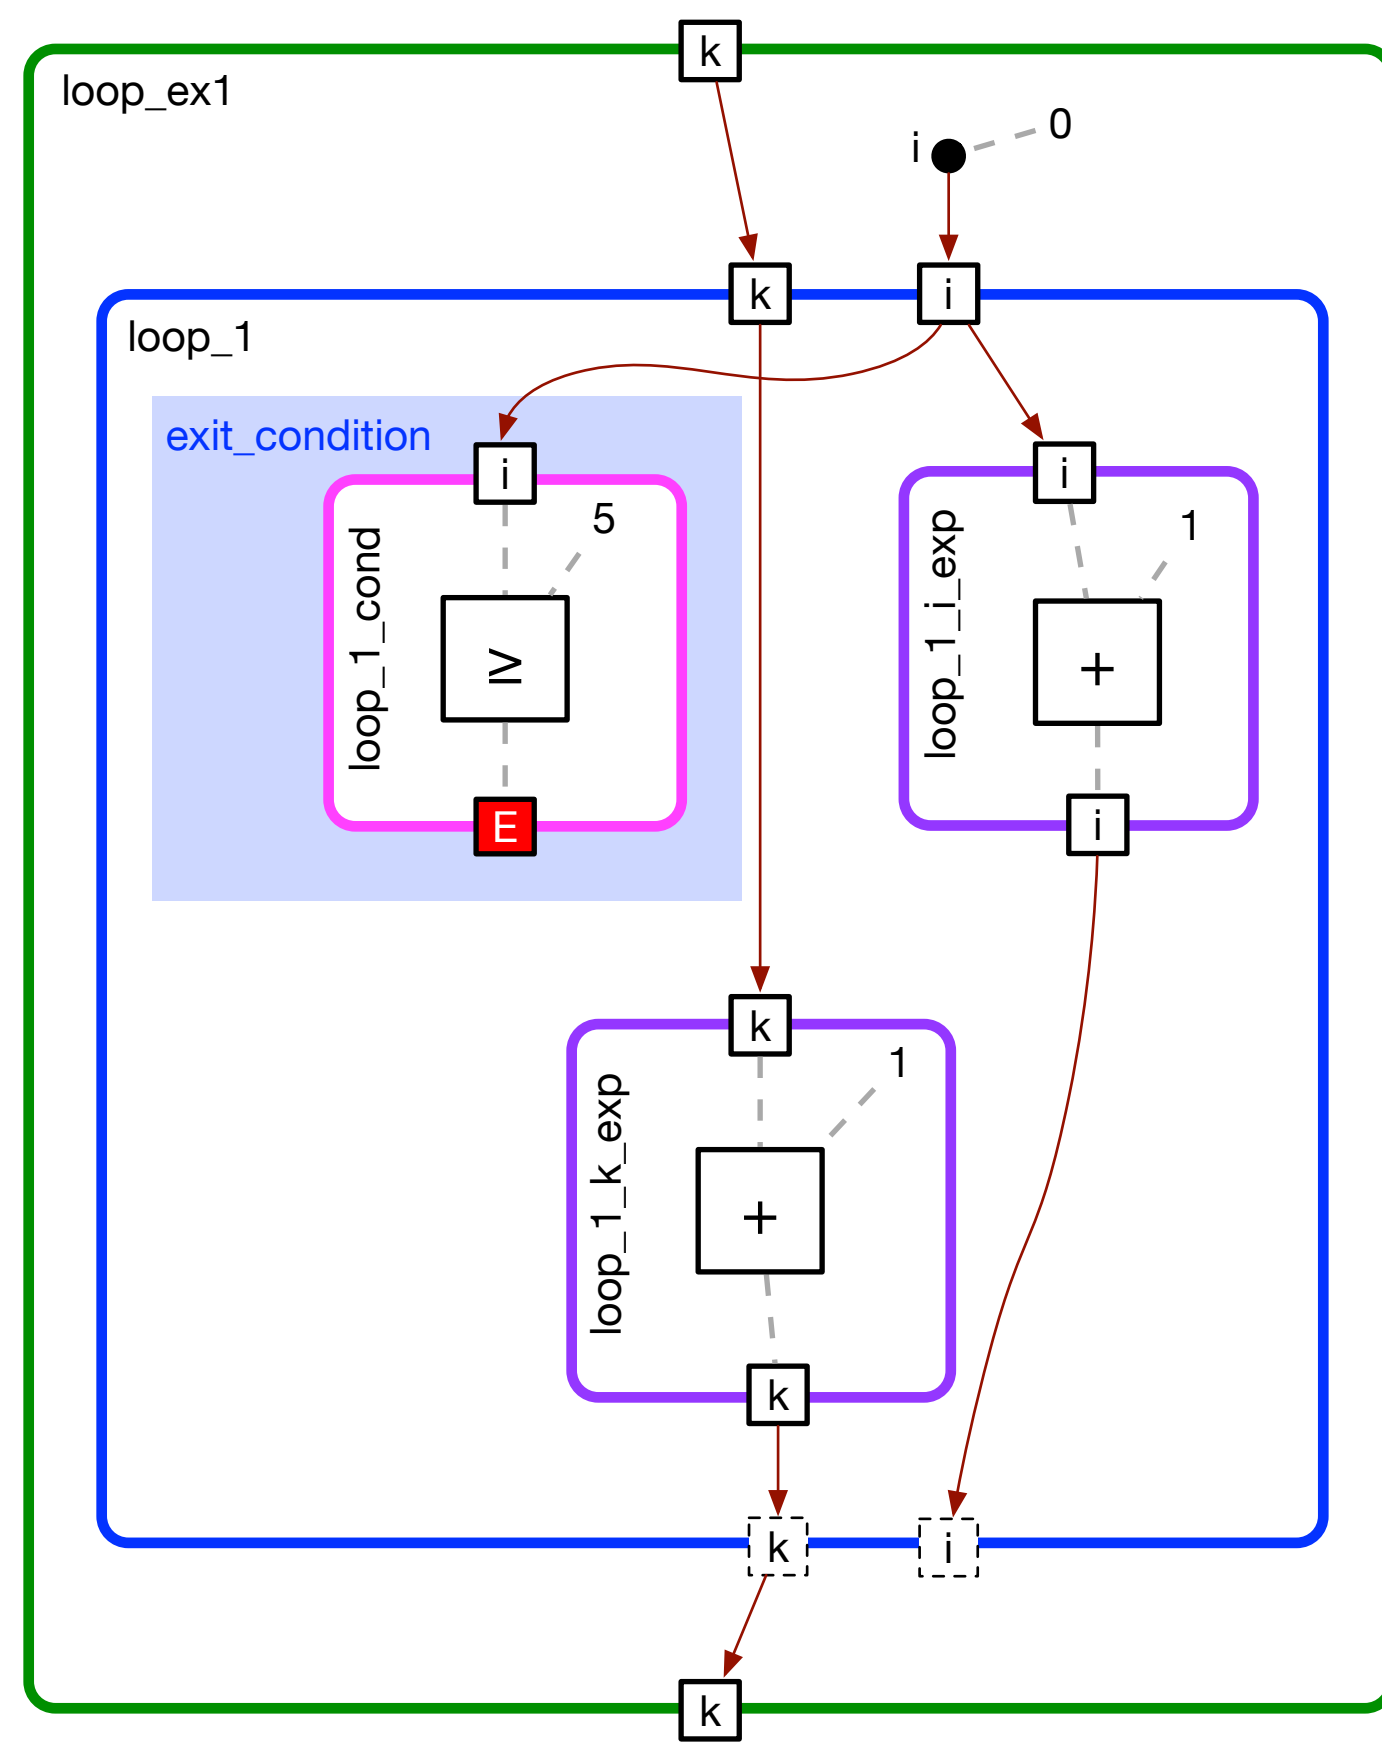 k
loop_ex1
0
i
k
i
loop_1
exit_condition
i
i
5
1
loop_1_cond
loop_1_i_exp
≥
+
E
i
k
1
loop_1_k_exp
+
k
k
i
k